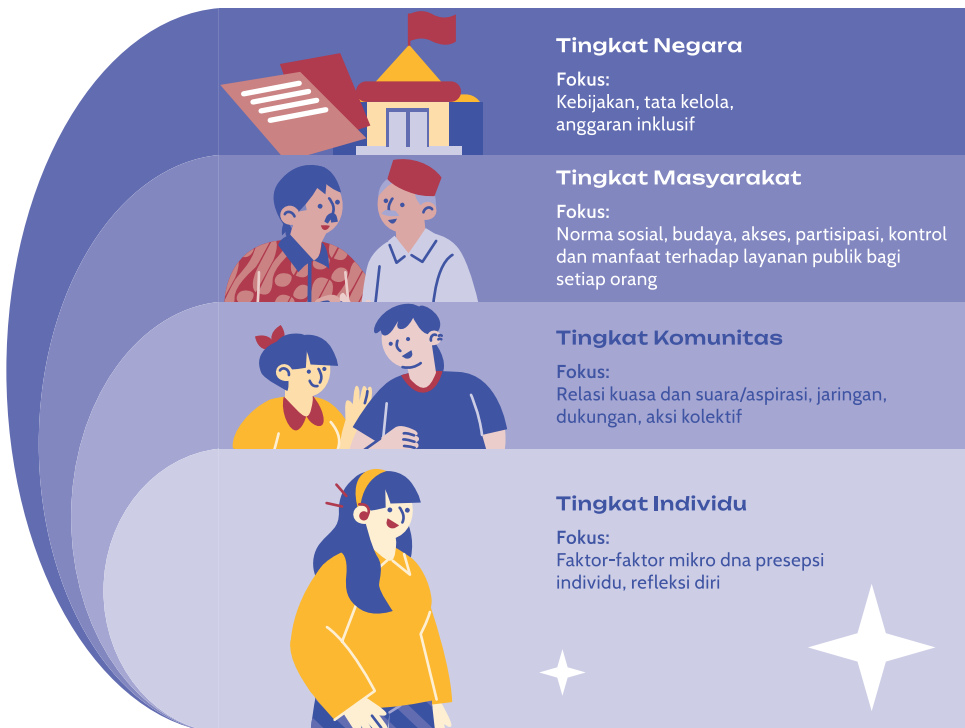 Tingkat Negara
Fokus:
Kebijakan, tata kelola,
anggaran inklusif
Tingkat Masyarakat
Fokus:
Norma sosial, budaya, akses, partisipasi, kontrol
dan manfaat terhadap layanan publik bagi
setiap orang
Tingkat Komunitas
Fokus:
Relasi kuasa dan suara/aspirasi, jaringan,
dukungan, aksi kolektif
Tingkat Individu
Fokus:
Faktor-faktor mikro dna presepsi
individu, refleksi diri